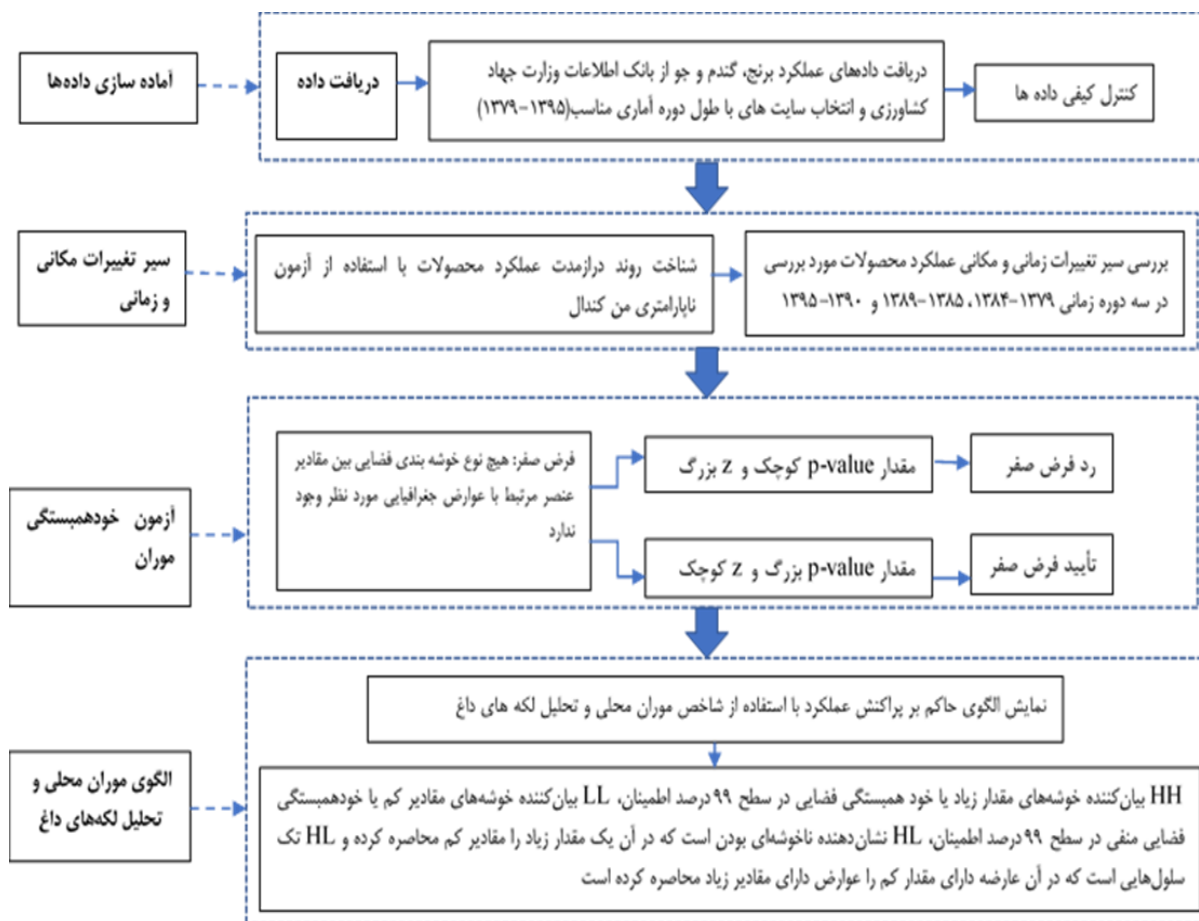 آماده سازی داده‌ها
دریافت داده
دریافت داده‌های عملکرد برنج، گندم و جو از بانک اطلاعات وزارت جهاد
کشاورزی و انتخاب سایت های با طول دوره آماری مناسب(۱۳۹۵-۱۳۷۹)
کنترل کیفی داده ها
سیر تغییرات مکانی
و زمانی
شناخت روند درازمدت عملکرد محصولات با استفاده از آزمون
ناپارامتری من کندال
بررسی سیر تغییرات زمانی و مکانی عملکرد محصولات مورد بررسی
در سه دوره زمانی ۱۳۷۹-۱۳۸۴، ۱۳۸۵-۱۳۸۹ و ۱۳۹۰-۱۳۹۵
آزمون خودهمبستگی
موران
فرض صفر: هیچ نوع خوشه بندی فضایی بین مقادیر
عنصر مرتبط با عوارض جغرافیایی مورد نظر وجود
ندارد
مقدار p-value کوچک و z بزرگ
رد فرض صفر
مقدار p-value بزرگ و z کوچک
تأیید فرض صفر
الگوی موران محلی و
تحلیل لکه‌های داغ
نمایش الگوی حاکم بر پراکنش عملکرد با استفاده از شاخص موران محلی و تحلیل لکه های داغ
HH بیان‌کننده خوشه‌های مقدار زیاد یا خود همبستگی فضایی در سطح ۹۹ درصد اطمینان، LL بیان‌کننده خوشه‌های مقادیر کم یا خودهمبستگی
فضایی منفی در سطح ۹۹ درصد اطمینان، HL نشان‌دهنده ناخوشه‌ای بودن است که در آن یک مقدار زیاد را مقادیر کم محاصره کرده و HL تک
سلول‌هایی است که در آن عارضه دارای مقدار کم را عوارض دارای مقادیر زیاد محاصره کرده است